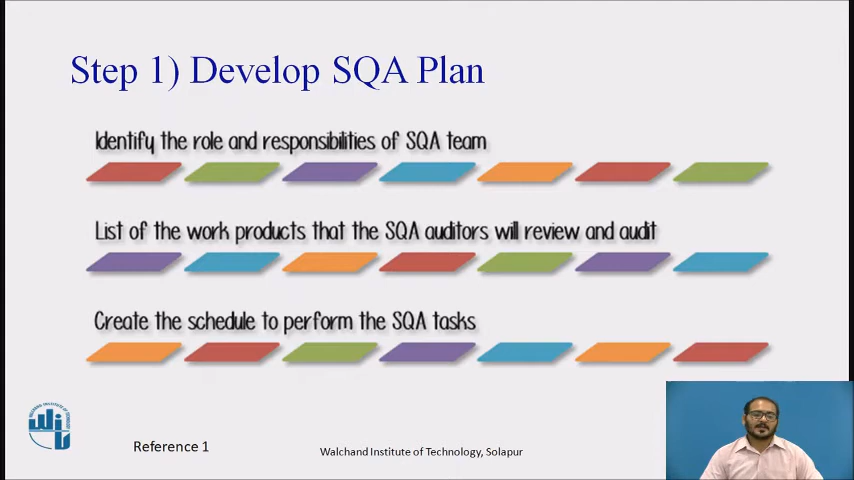 Step 1) Develop SQA Plan
Identify the role and responsibilities of SQA team
List of the work products that the SQA auditors will review and audit
Create the schedule to perform the SQA tasks
Reference 1
Walchand Institute of Technology, Solapur